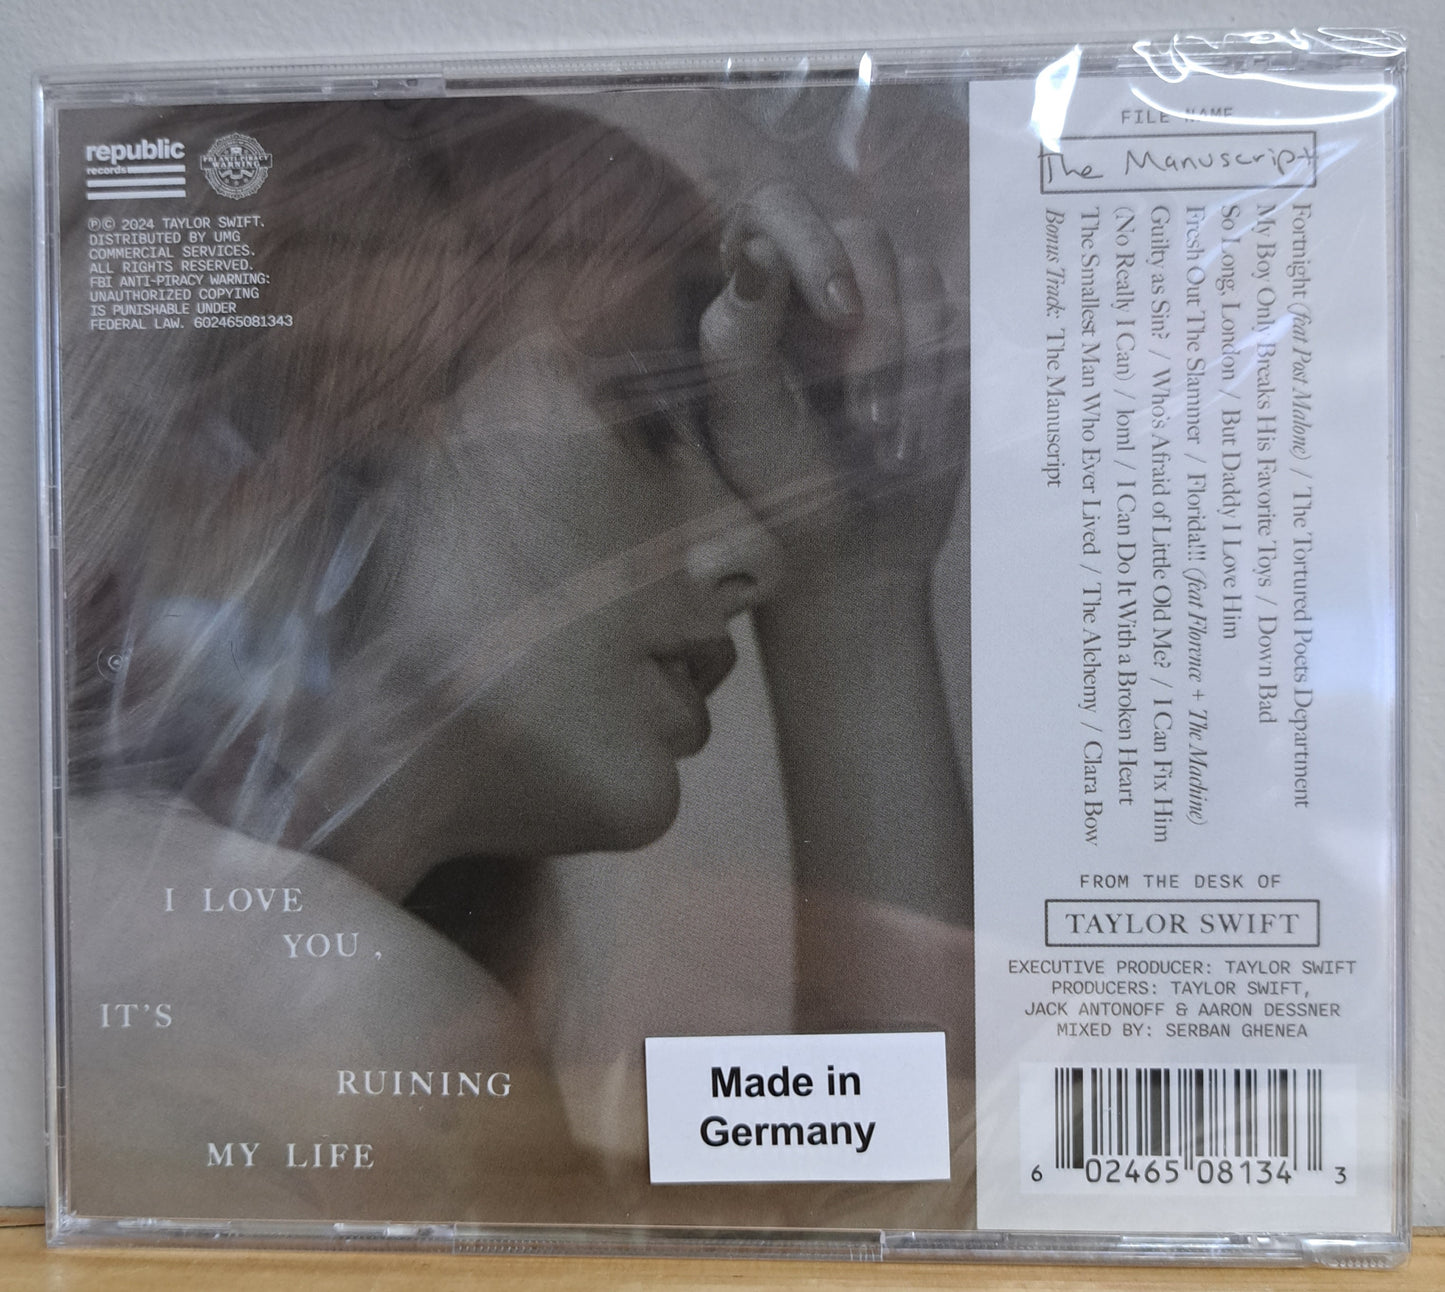 republic
records
FBI ANTI-PIRACY
WARNING
℗© 2024 TAYLOR SWIFT.
DISTRIBUTED BY UMG
COMMERCIAL SERVICES.
ALL RIGHTS RESERVED.
FBI ANTI-PIRACY WARNING:
UNAUTHORIZED COPYING
IS PUNISHABLE UNDER
FEDERAL LAW. 602465081343
I LOVE
YOU,
IT'S
RUINING
MY LIFE
Made in
Germany
FILE NAME
The Manuscript
Fortnight (feat Post Malone) / The Tortured Poets Department
My Boy Only Breaks His Favorite Toys / Down Bad
So Long, London / But Daddy I Love Him
Fresh Out The Slammer / Florida!!! (feat Florence + The Machine)
Guilty as Sin? / Who's Afraid of Little Old Me? / I Can Fix Him
(No Really I Can) / loml / I Can Do It With a Broken Heart
The Smallest Man Who Ever Lived / The Alchemy / Clara Bow
Bonus Track: The Manuscript
FROM THE DESK OF
TAYLOR SWIFT
EXECUTIVE PRODUCER: TAYLOR SWIFT
PRODUCERS: TAYLOR SWIFT,
JACK ANTONOFF & AARON DESSNER
MIXED BY: SERBAN GHENEA
6 02465 08134 3